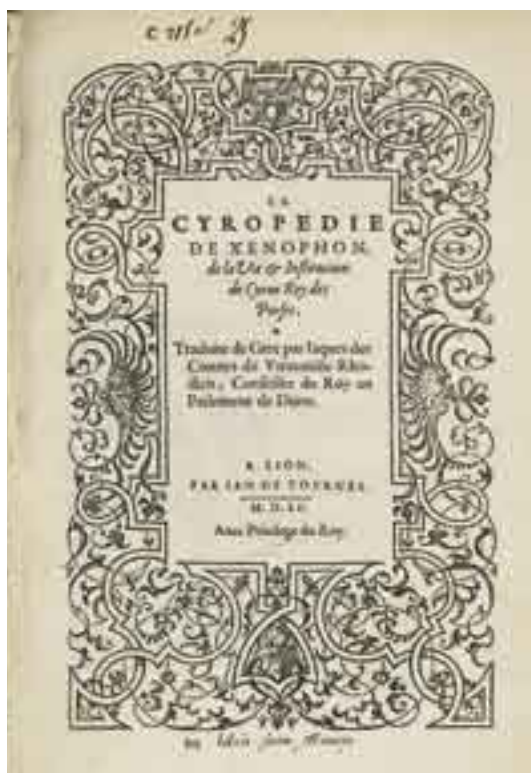 LA
CYROPEDIE
DE XENOPHON,
de la Vie & Institution
de Cyrus Roy des
Perses.
Traduite de Grec par Iaques des
Comtes de Vintemille Rho-
dien, Conseiller du Roy au
Parlement de Dijon.
A LION,
PAR IAN DE TOURNES.
M. D. LV.
Auec Priuilege du Roy.